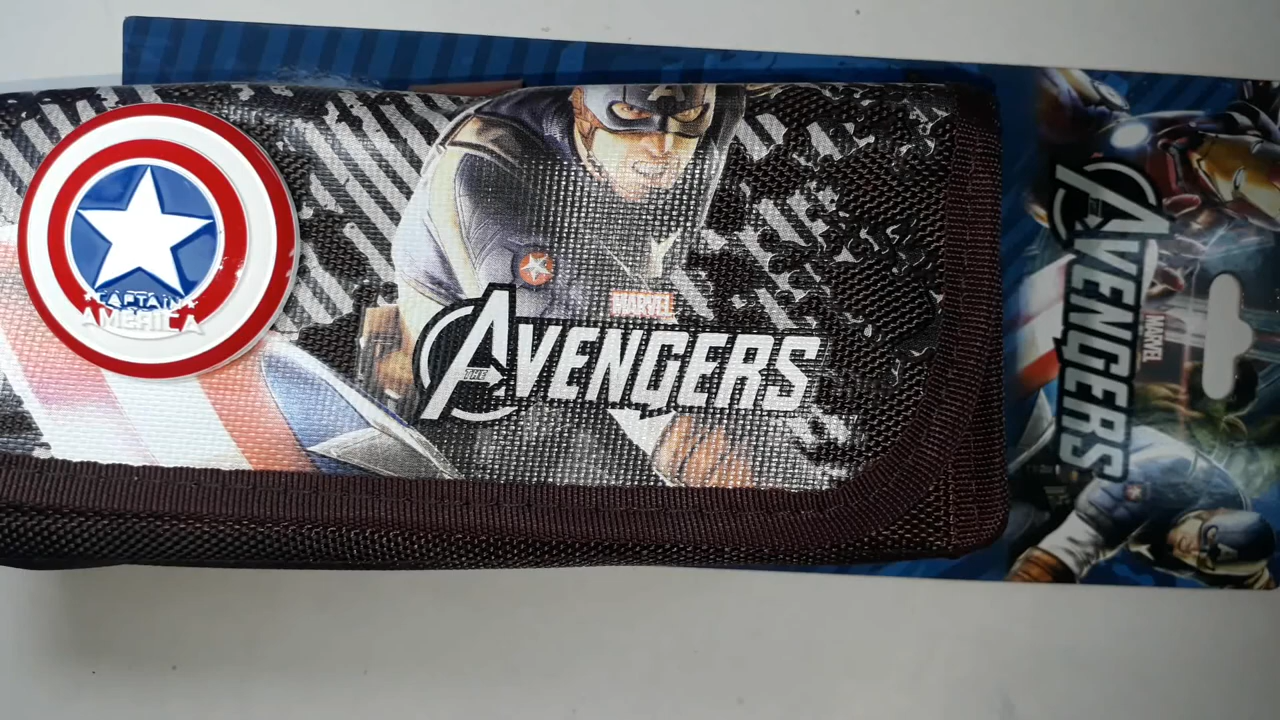 CAPTAIN
AMERICA
A
MARVEL
THE AVENGERS
MARVEL
AVENGERS